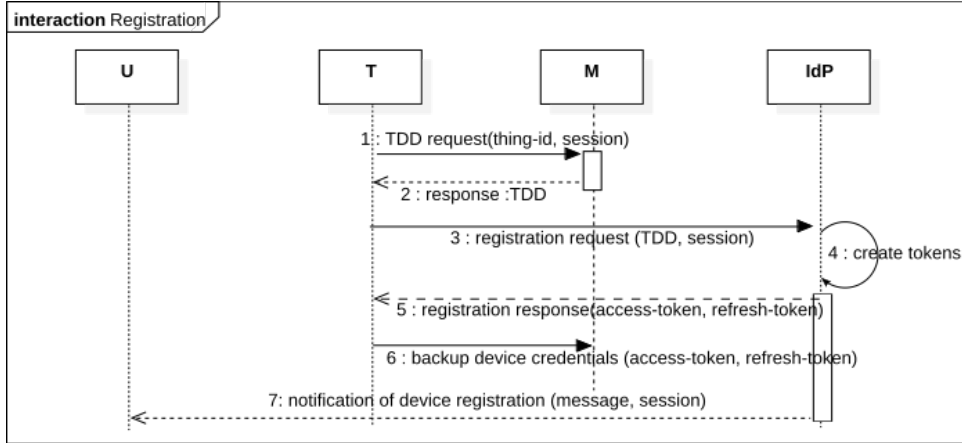 interaction Registration
U
T
M
IdP
1 : TDD request(thing-id, session)
2 : response :TDD
3 : registration request (TDD, session)
4 : create tokens
5 : registration response(access-token, refresh-token)
6 : backup device credentials (access-token, refresh-token)
7: notification of device registration (message, session)